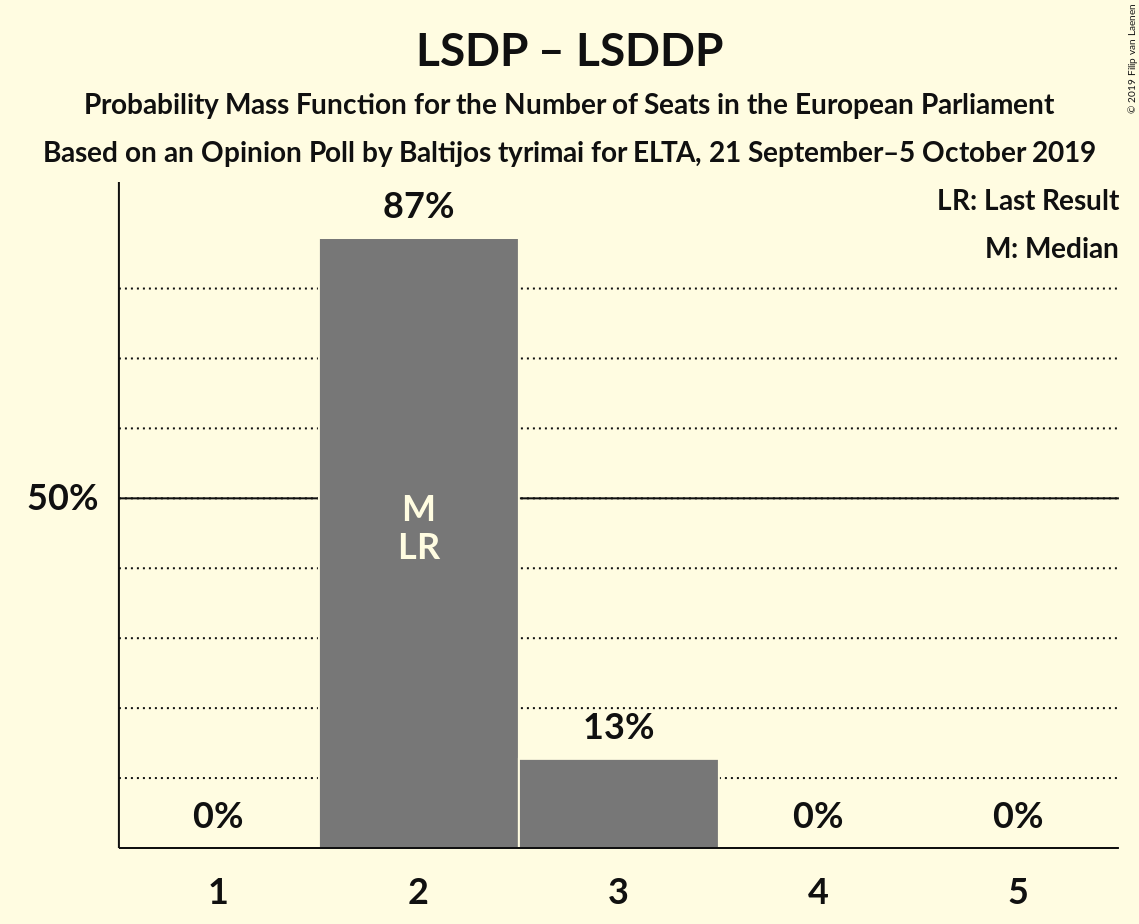 LSDP – LSDDP
Probability Mass Function for the Number of Seats in the European Parliament
Based on an Opinion Poll by Baltijos tyrimai for ELTA, 21 September–5 October 2019
© 2019 Filip van Laenen
LR: Last Result
M: Median
87%
50%
M
LR
13%
0%
0%
0%
1
2
3
4
5